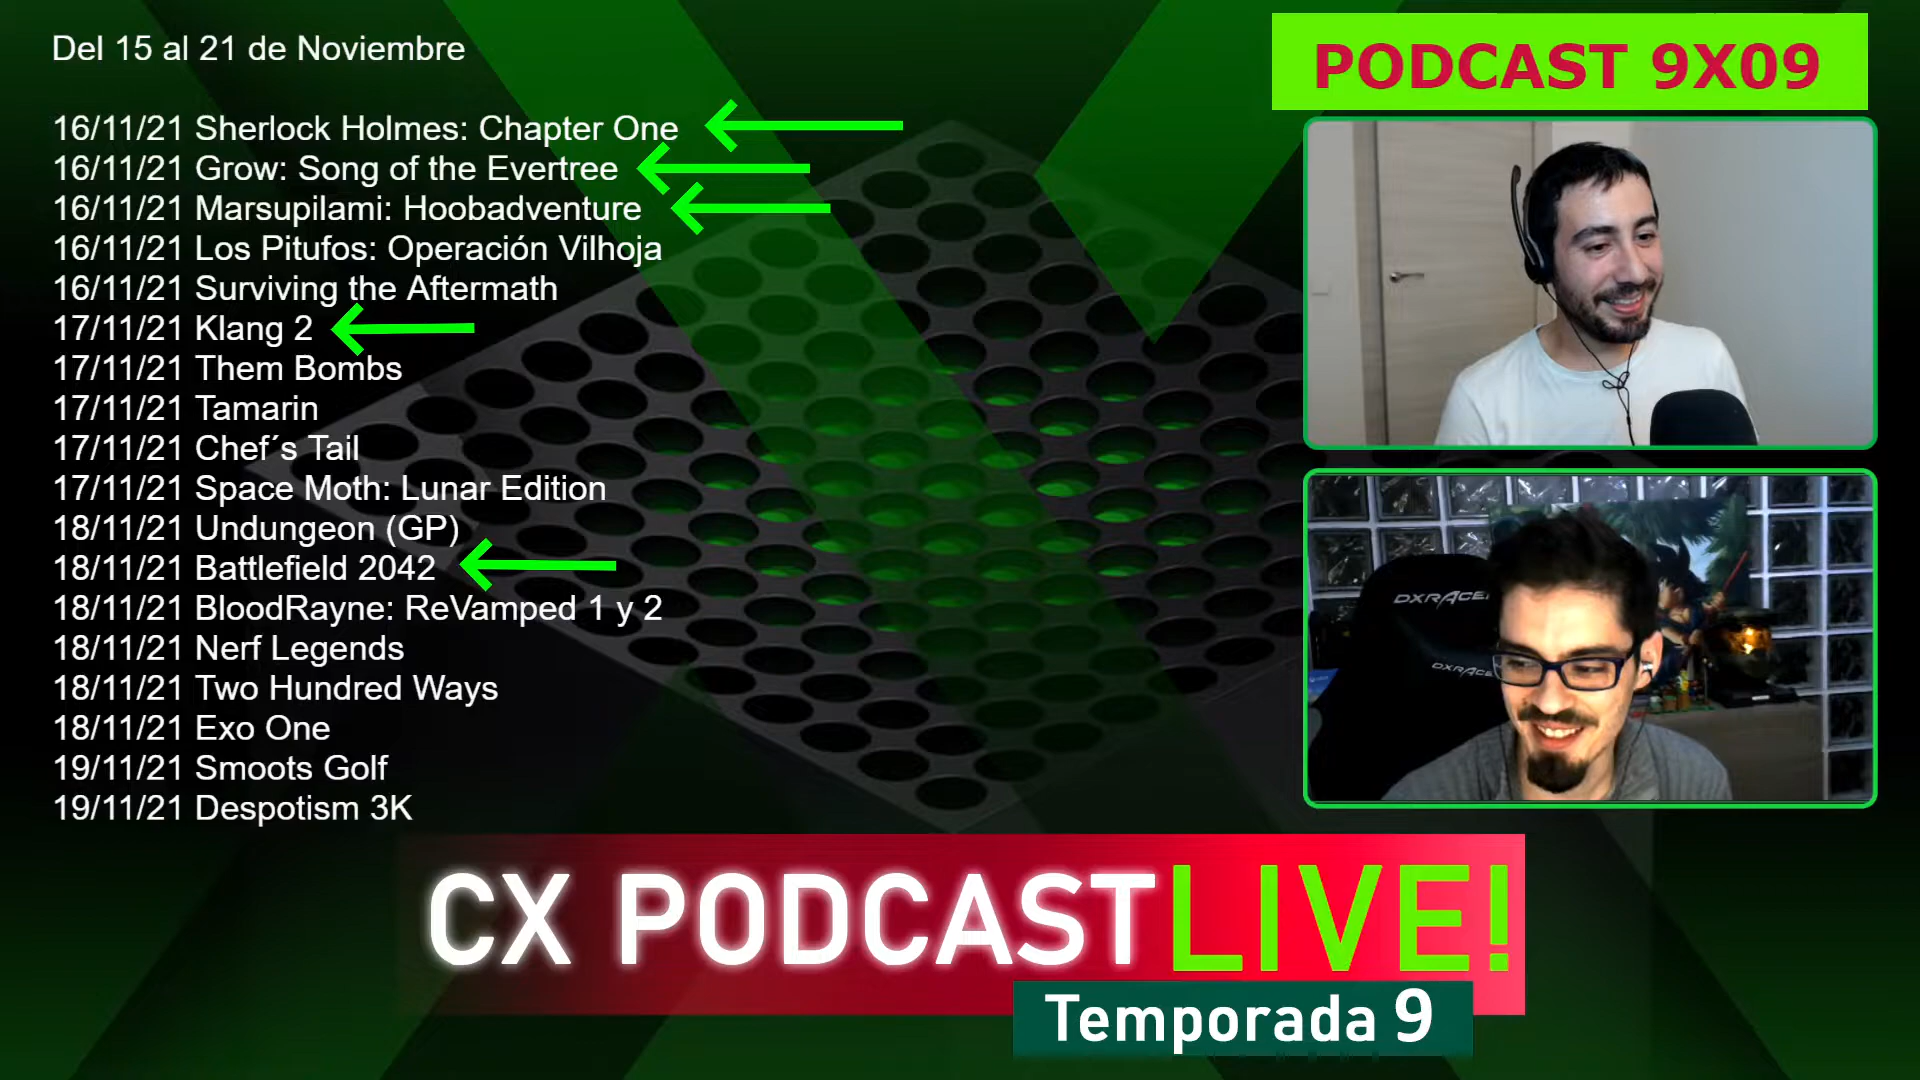 Del 15 al 21 de Noviembre
16/11/21 Sherlock Holmes: Chapter One
16/11/21 Grow: Song of the Evertree
16/11/21 Marsupilami: Hoobadventure
16/11/21 Los Pitufos: Operación Vilhoja
16/11/21 Surviving the Aftermath
17/11/21 Klang 2
17/11/21 Them Bombs
17/11/21 Tamarin
17/11/21 Chef´s Tail
17/11/21 Space Moth: Lunar Edition
18/11/21 Undungeon (GP)
18/11/21 Battlefield 2042
18/11/21 BloodRayne: ReVamped 1 y 2
18/11/21 Nerf Legends
18/11/21 Two Hundred Ways
18/11/21 Exo One
19/11/21 Smoots Golf
19/11/21 Despotism 3K
PODCAST 9X09
DXRACER
DXRACE
CX PODCAST LIVE!
Temporada 9